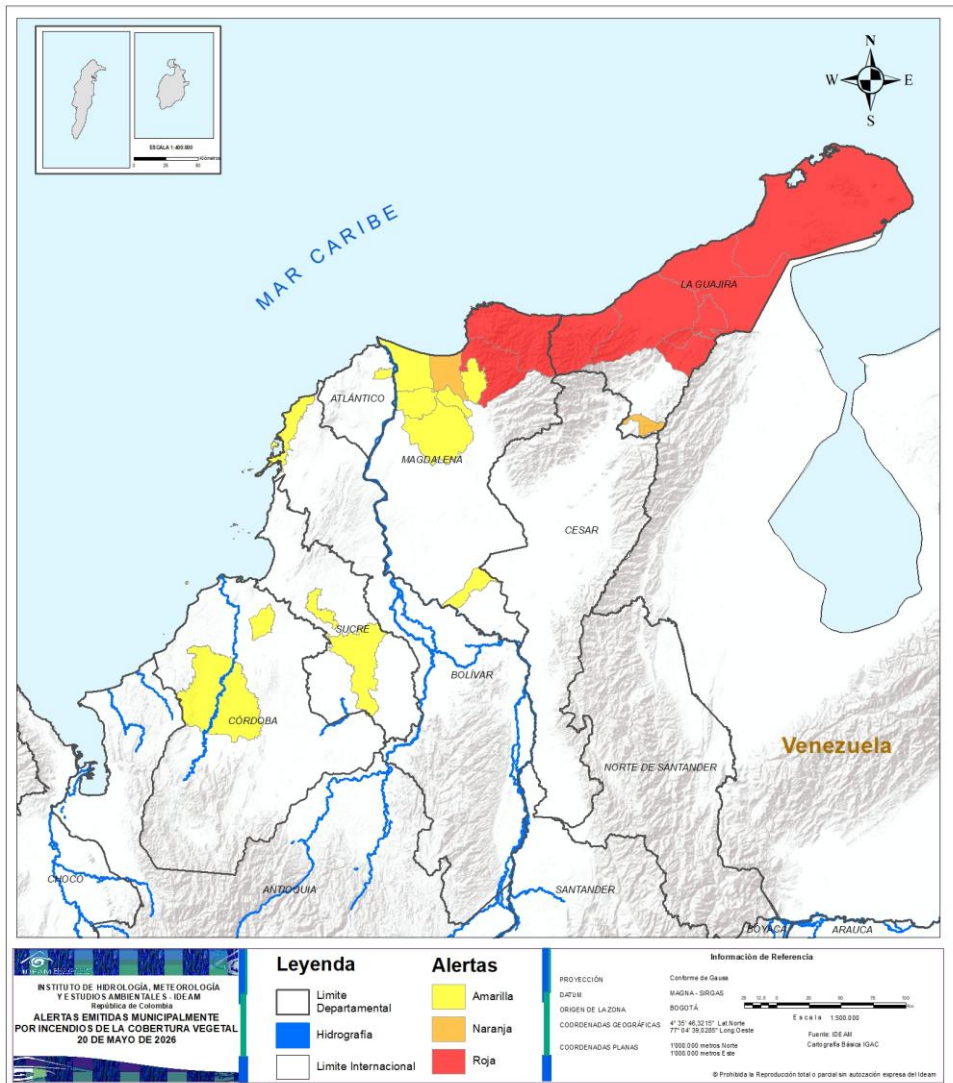 ESCALA 1:400.000
Kilómetros
N
W
E
S
MAR CARIBE
LA GUAJIRA
ATLÁNTICO
MAGDALENA
CESAR
SUCRE
BOLÍVAR
CÓRDOBA
Venezuela
NORTE DE SANTANDER
CHOCÓ
ANTIOQUIA
SANTANDER
BOYACÁ
ARAUCA
IDEAM
INSTITUTO DE HIDROLOGÍA, METEOROLOGÍA
Y ESTUDIOS AMBIENTALES - IDEAM
República de Colombia
ALERTAS EMITIDAS MUNICIPALMENTE
POR INCENDIOS DE LA COBERTURA VEGETAL
20 DE MAYO DE 2026
Leyenda
Limite
Departamental
Hidrografía
Limite Internacional
Alertas
Amarilla
Naranja
Roja
Información de Referencia
PROYECCIÓN Conforme de Gauss
DATUM MAGNA - SIRGAS
ORIGEN DE LA ZONA BOGOTÁ
COORDENADAS GEOGRÁFICAS 4° 35' 46,3215" Lat.Norte
77° 04' 39,0285" Long.Oeste
COORDENADAS PLANAS 1'000.000 metros Norte
1'000.000 metros Este
Escala 1:500.000
Fuente: IDEAM
Cartografía Básica IGAC
© Prohibida la Reproducción total o parcial sin autización expresa del Ideam